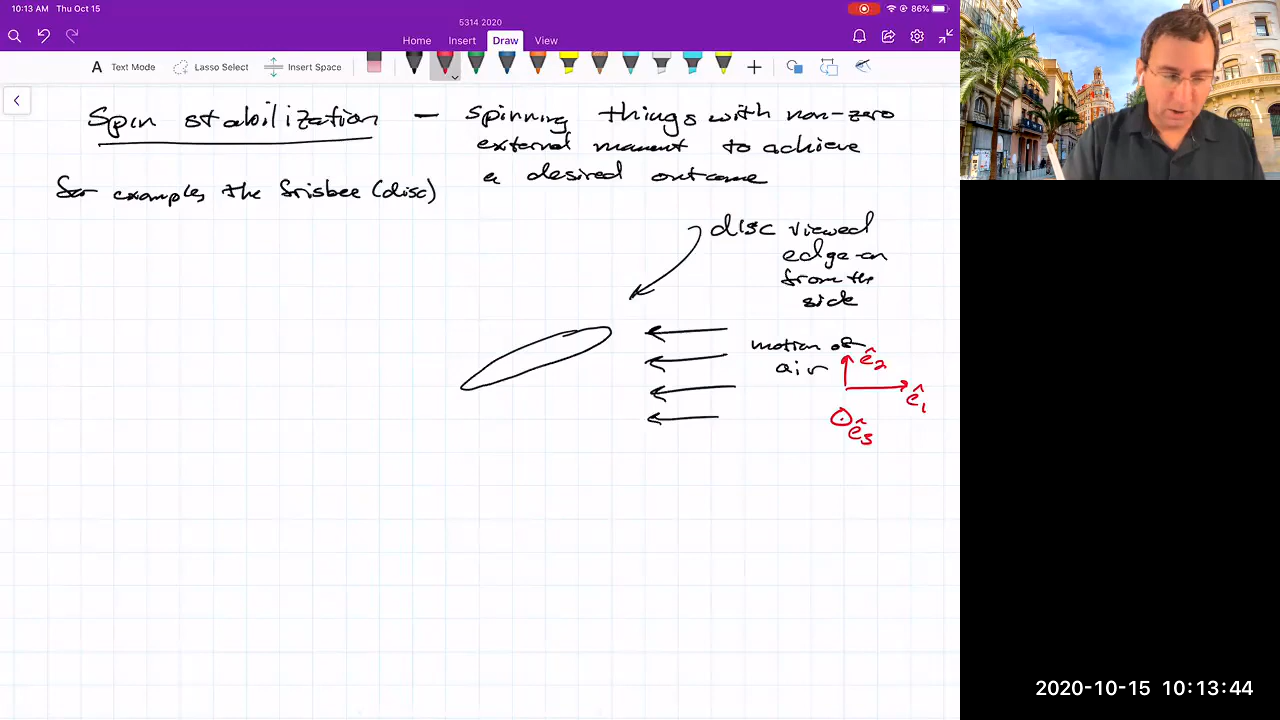 10:13 AM Thu Oct 15
86%
5314 2020
Home Insert Draw View
Text Mode Lasso Select Insert Space
Spin stabilization – spinning things with non-zero
external moment to achieve
a desired outcome
for examples the frisbee (disc)
disc viewed
edge-on
from the
side
motion of
air
ê2
ê1
ê3
2020-10-15 10:13:44